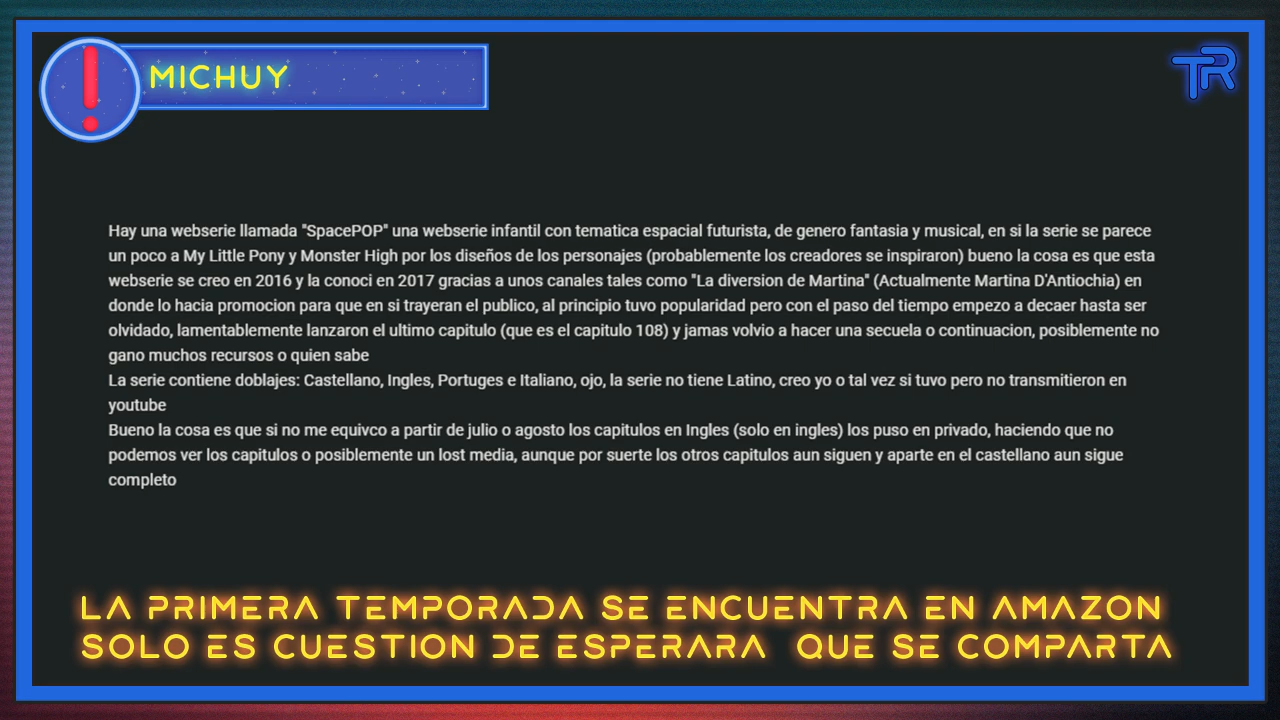 MICHUY
TR
Hay una webserie llamada "SpacePOP" una webserie infantil con tematica espacial futurista, de genero fantasia y musical, en si la serie se parece
un poco a My Little Pony y Monster High por los diseños de los personajes (probablemente los creadores se inspiraron) bueno la cosa es que esta
webserie se creo en 2016 y la conoci en 2017 gracias a unos canales tales como "La diversion de Martina" (Actualmente Martina D'Antiochia) en
donde lo hacia promocion para que en si trayeran el publico, al principio tuvo popularidad pero con el paso del tiempo empezo a decaer hasta ser
olvidado, lamentablemente lanzaron el ultimo capitulo (que es el capitulo 108) y jamas volvio a hacer una secuela o continuacion, posiblemente no
gano muchos recursos o quien sabe
La serie contiene doblajes: Castellano, Ingles, Portuges e Italiano, ojo, la serie no tiene Latino, creo yo o tal vez si tuvo pero no transmitieron en
youtube
Bueno la cosa es que si no me equivco a partir de julio o agosto los capitulos en Ingles (solo en ingles) los puso en privado, haciendo que no
podemos ver los capitulos o posiblemente un lost media, aunque por suerte los otros capitulos aun siguen y aparte en el castellano aun sigue
completo
LA PRIMERA TEMPORADA SE ENCUENTRA EN AMAZON
SOLO ES CUESTION DE ESPERARA QUE SE COMPARTA